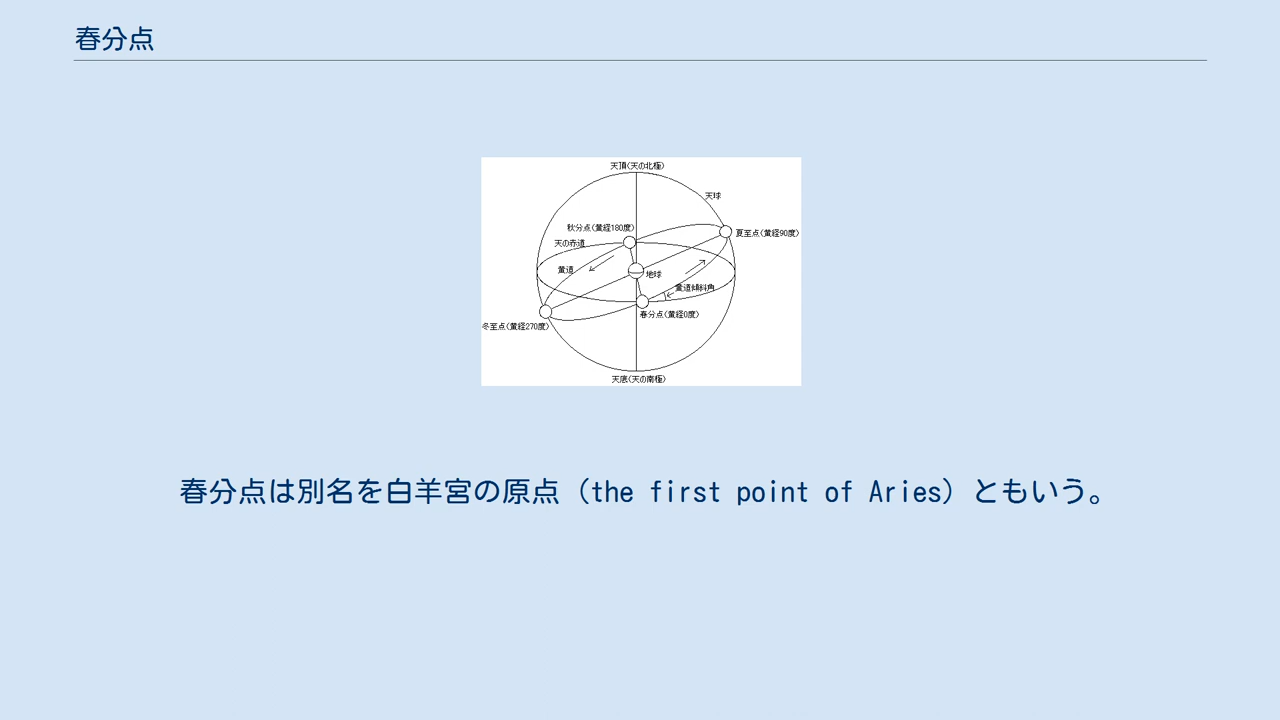 春分点
天頂(天の北極)
天球
秋分点(黄経180度)
夏至点(黄経90度)
天の赤道
黄道
地球
黄道傾斜角
春分点(黄経0度)
冬至点(黄経270度)
天底(天の南極)
春分点は別名を白羊宮の原点（the first point of Aries）ともいう。